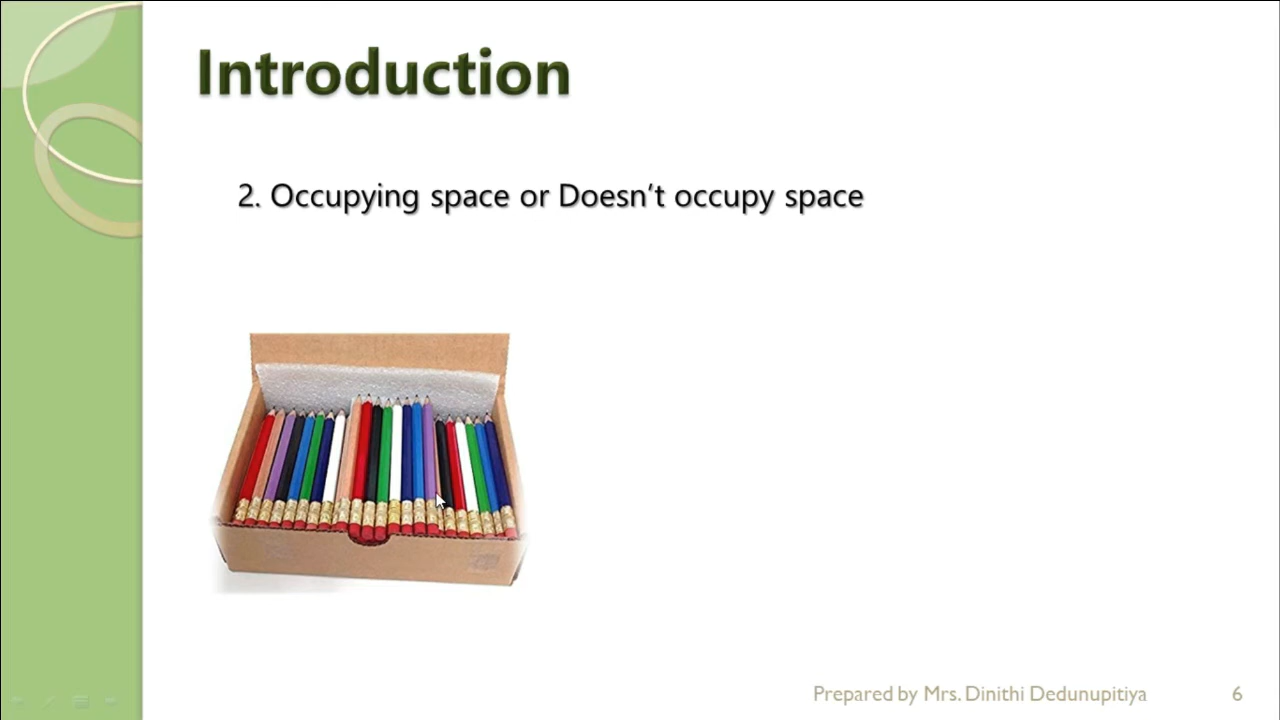 Introduction
2. Occupying space or Doesn't occupy space
Prepared by Mrs. Dinithi Dedunupitiya
6